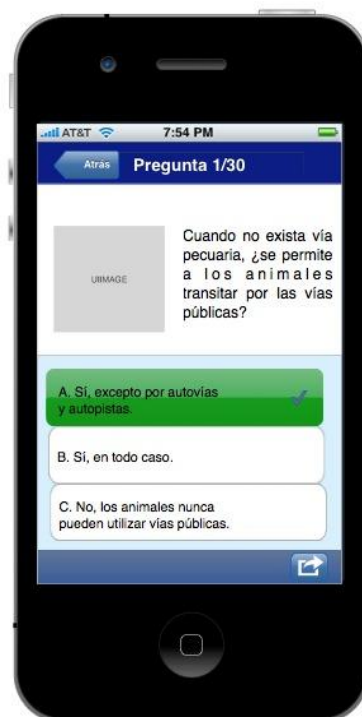 AT&T 7:54 PM
Atrás Pregunta 1/30
UIIMAGE
Cuando no exista vía
pecuaria, ¿se permite
a los animales
transitar por las vías
públicas?
A. Sí, excepto por autovías
y autopistas.
B. Sí, en todo caso.
C. No, los animales nunca
pueden utilizar vías públicas.